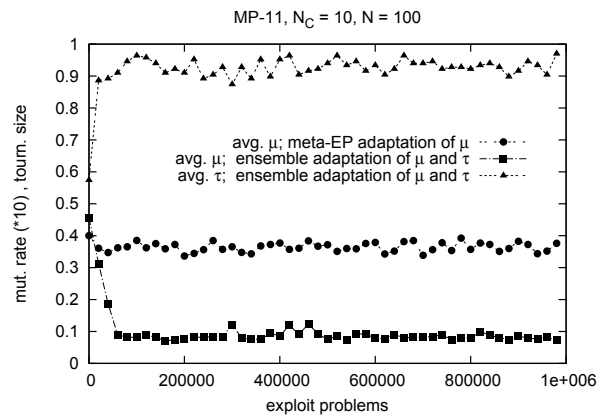 MP-11, N_C = 10, N = 100
mut. rate (*10) , tourn. size
1
0.9
0.8
0.7
0.6
0.5
0.4
0.3
0.2
0.1
0
avg. μ; meta-EP adaptation of μ
avg. μ; ensemble adaptation of μ and τ
avg. τ; ensemble adaptation of μ and τ
0 200000 400000 600000 800000 1e+006
exploit problems